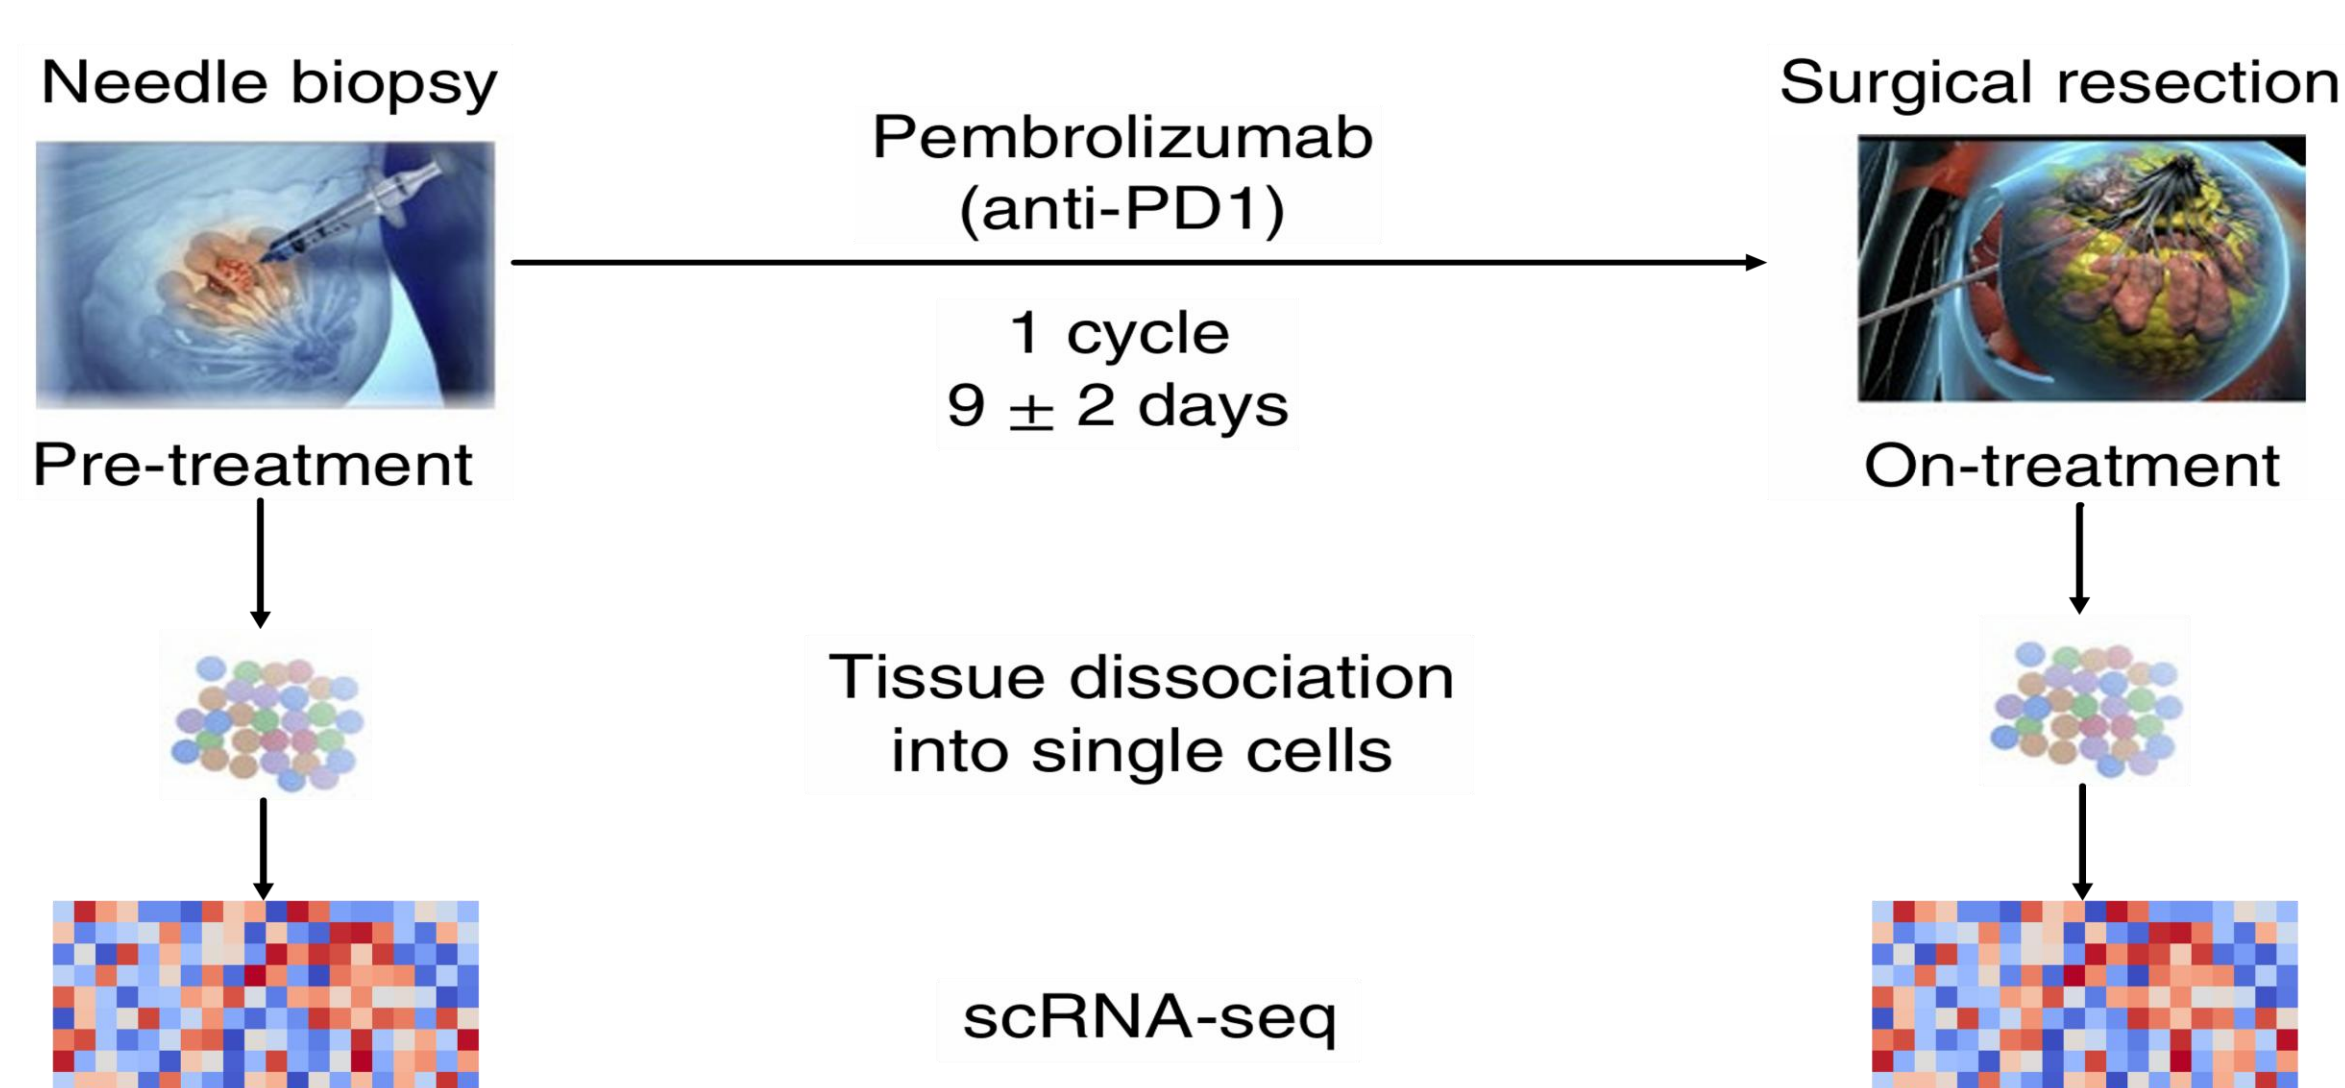 Needle biopsy
Surgical resection
Pembrolizumab
(anti-PD1)
1 cycle
9 ± 2 days
Pre-treatment
On-treatment
Tissue dissociation
into single cells
scRNA-seq